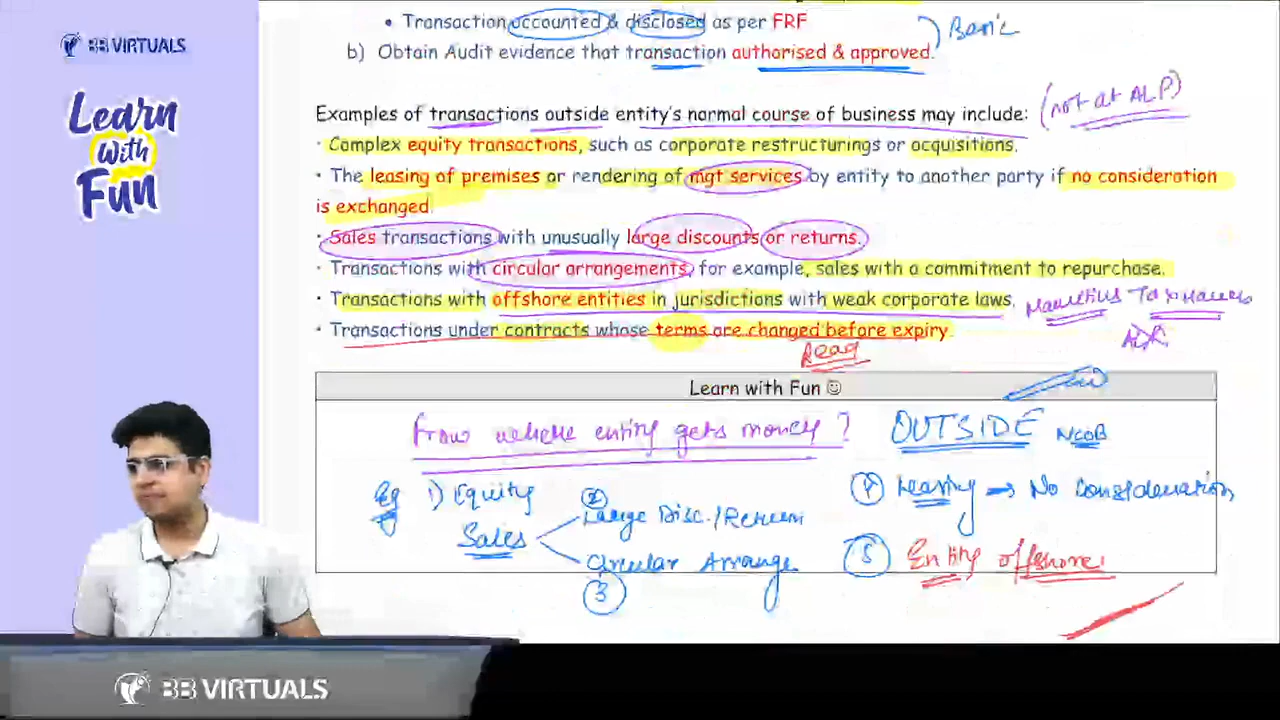 BB VIRTUALS
Learn
With
Fun
• Transaction accounted & disclosed as per FRF
b) Obtain Audit evidence that transaction authorised & approved.
Basic
Examples of transactions outside entity's normal course of business may include:
(not at ALP)
· Complex equity transactions, such as corporate restructurings or acquisitions.
· The leasing of premises or rendering of mgt services by entity to another party if no consideration
is exchanged.
· Sales transactions with unusually large discounts or returns.
· Transactions with circular arrangements, for example, sales with a commitment to repurchase.
· Transactions with offshore entities in jurisdictions with weak corporate laws.
Mauritius Tax Havens
· Transactions under contracts whose terms are changed before expiry.
Read
Learn with Fun ☺
From where entity gets money?
OUTSIDE NCOB
Eg 1) Equity
Sales
② Large Disc./Return
Circular Arrange
③
④ Leasing → No consideration
⑤ Entity offshore
BB VIRTUALS